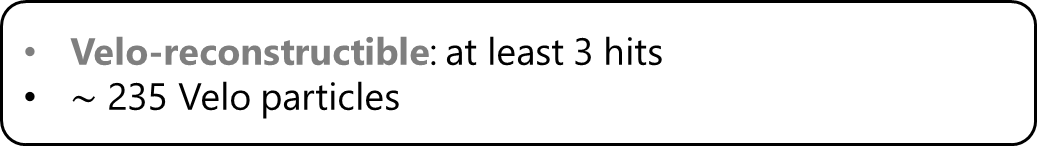 • Velo-reconstructible: at least 3 hits
• ~ 235 Velo particles